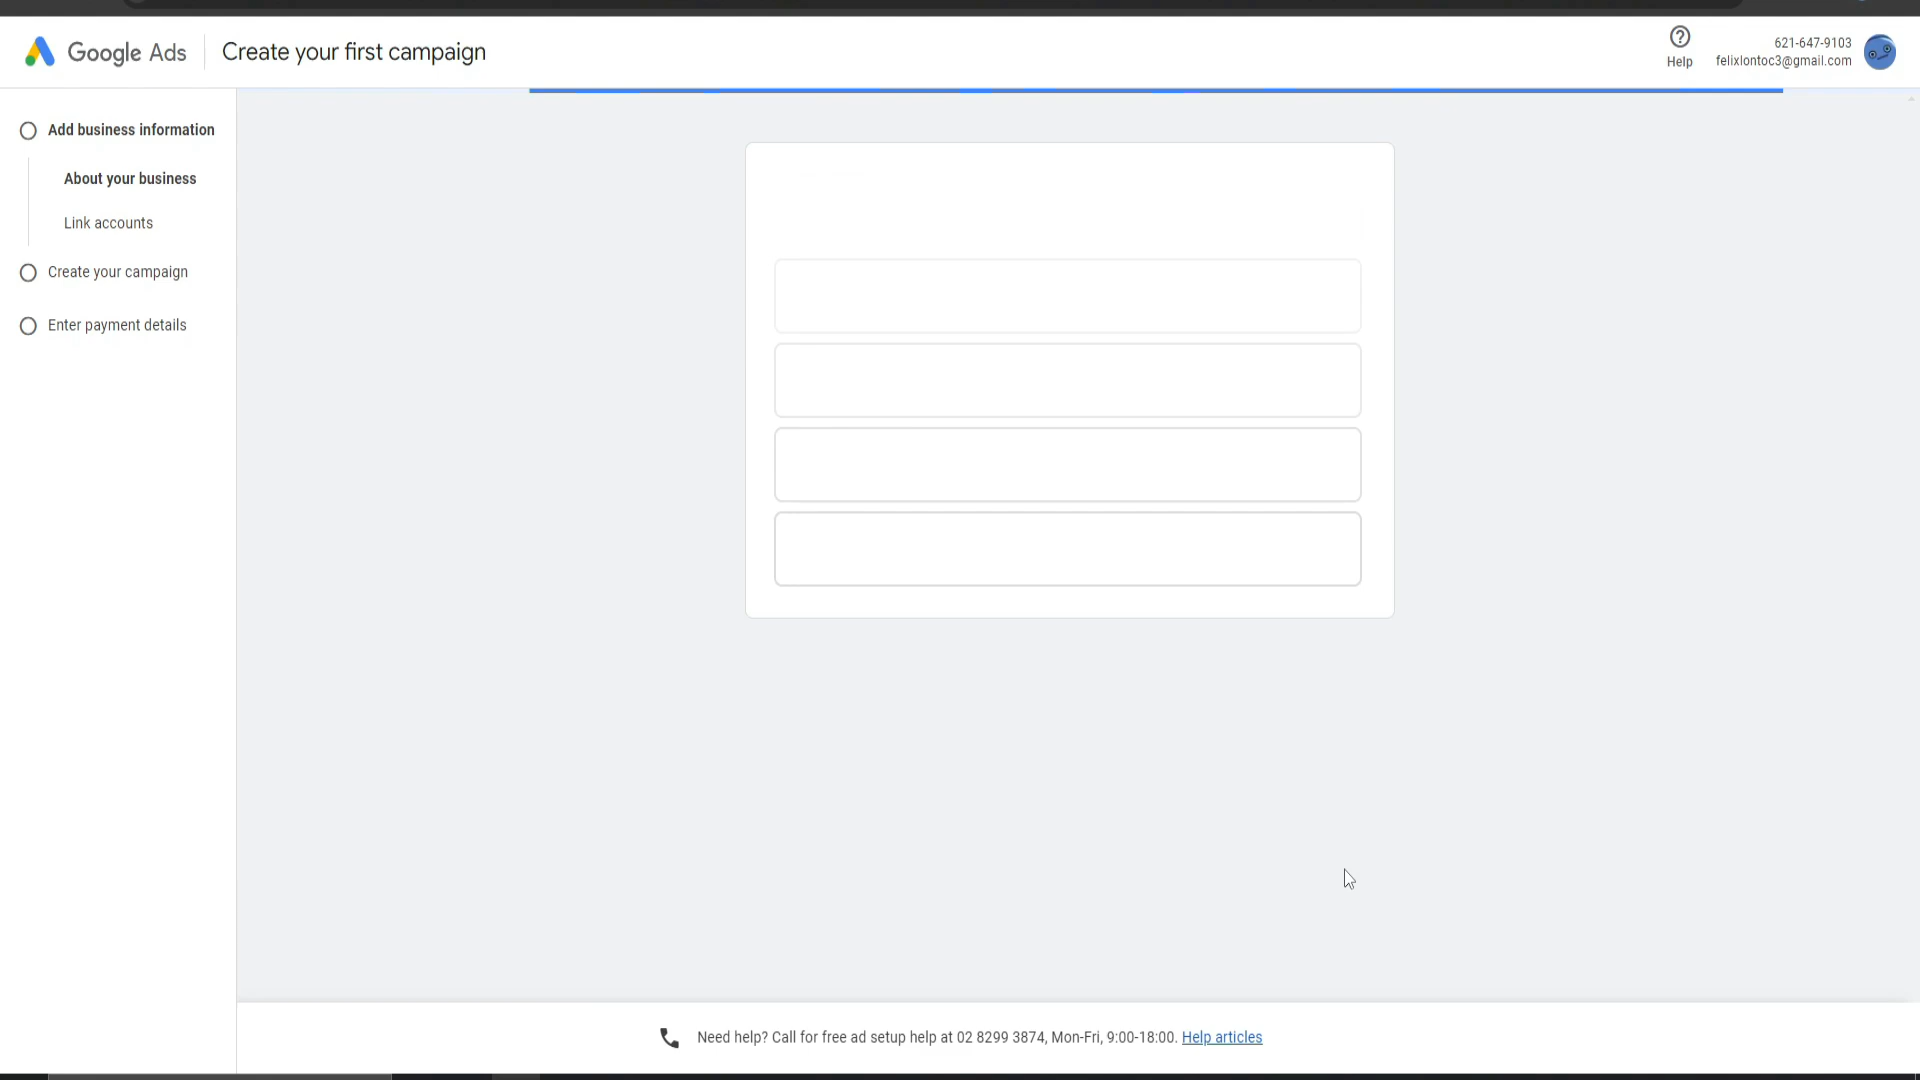 Google Ads
Create your first campaign
Help
621-647-9103
felixlontoc3@gmail.com
Add business information
About your business
Link accounts
Create your campaign
Enter payment details
Need help? Call for free ad setup help at 02 8299 3874, Mon-Fri, 9:00-18:00. Help articles